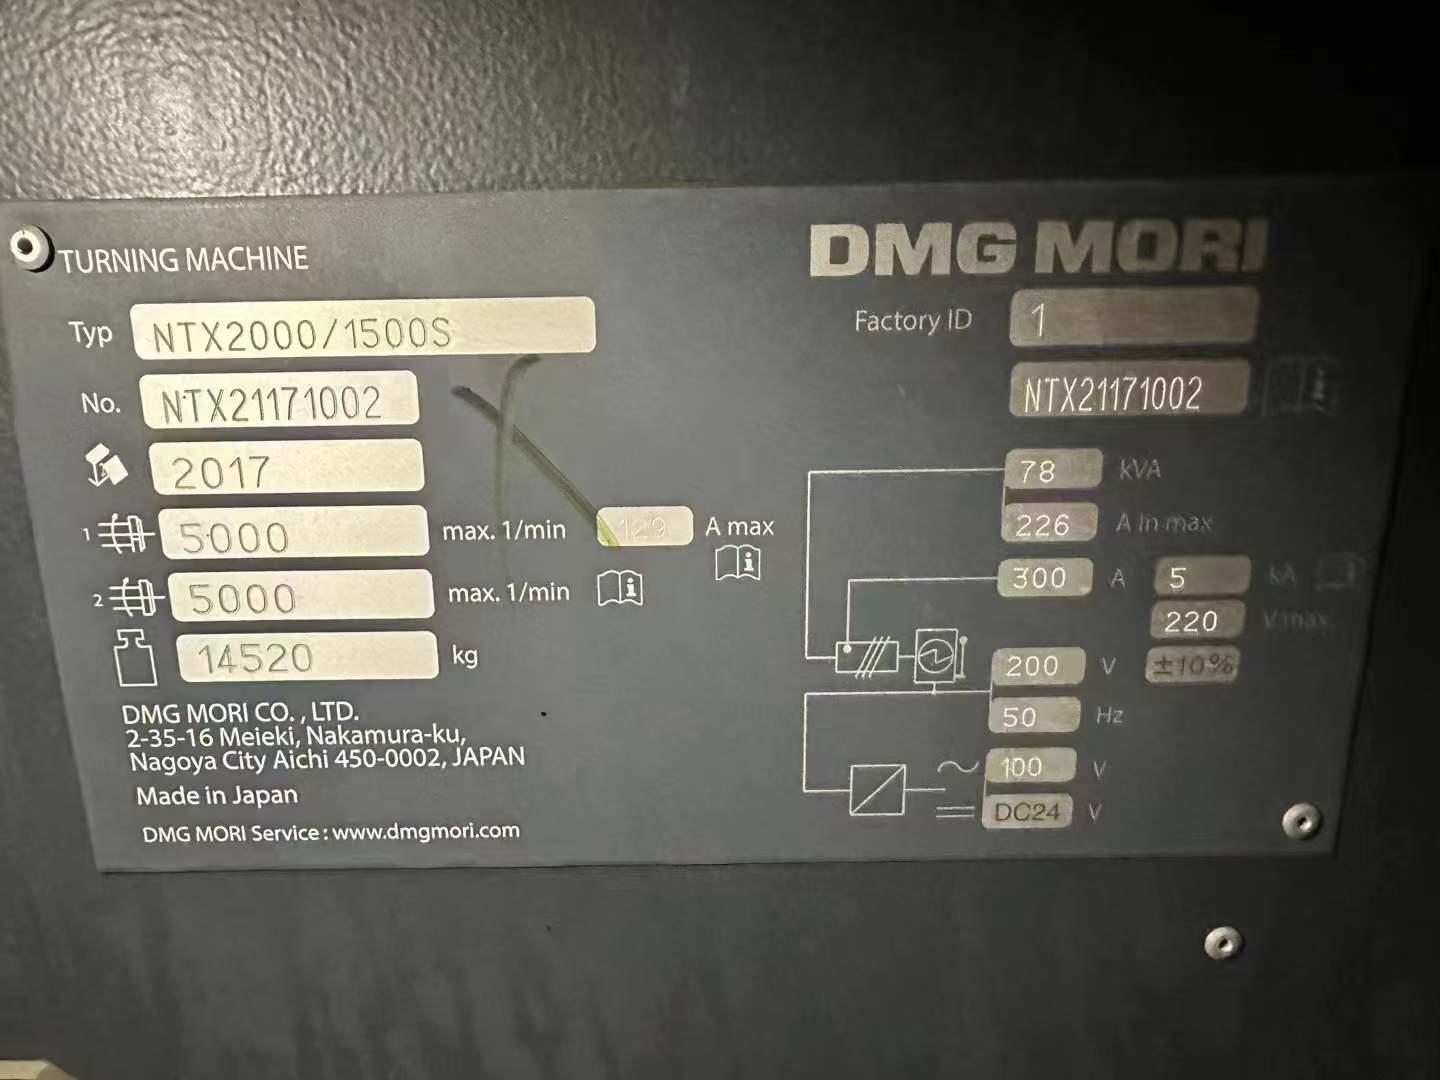 TURNING MACHINE
DMG MORI
Typ NTX2000/1500S
Factory ID 1
No. NTX21171002
NTX21171002
2017
78 kVA
1 5000 max. 1/min 129 A max
226 A in max
2 5000 max. 1/min
300 A 5 kA
14520 kg
220 V max.
200 V ±10%
50 Hz
100 V
DC24 V
DMG MORI CO. , LTD.
2-35-16 Meieki, Nakamura-ku,
Nagoya City Aichi 450-0002, JAPAN
Made in Japan
DMG MORI Service : www.dmgmori.com